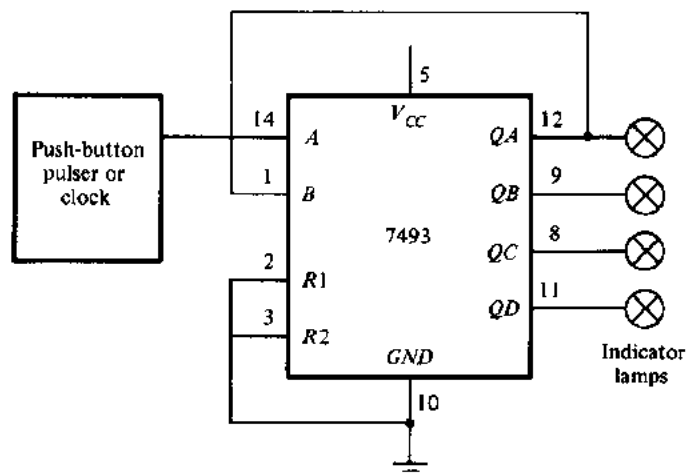 5
14
V_CC
12
Push-button
pulser or
clock
A
QA
1
9
B
QB
7493
8
2
QC
R1
11
3
QD
R2
GND
Indicator
lamps
10